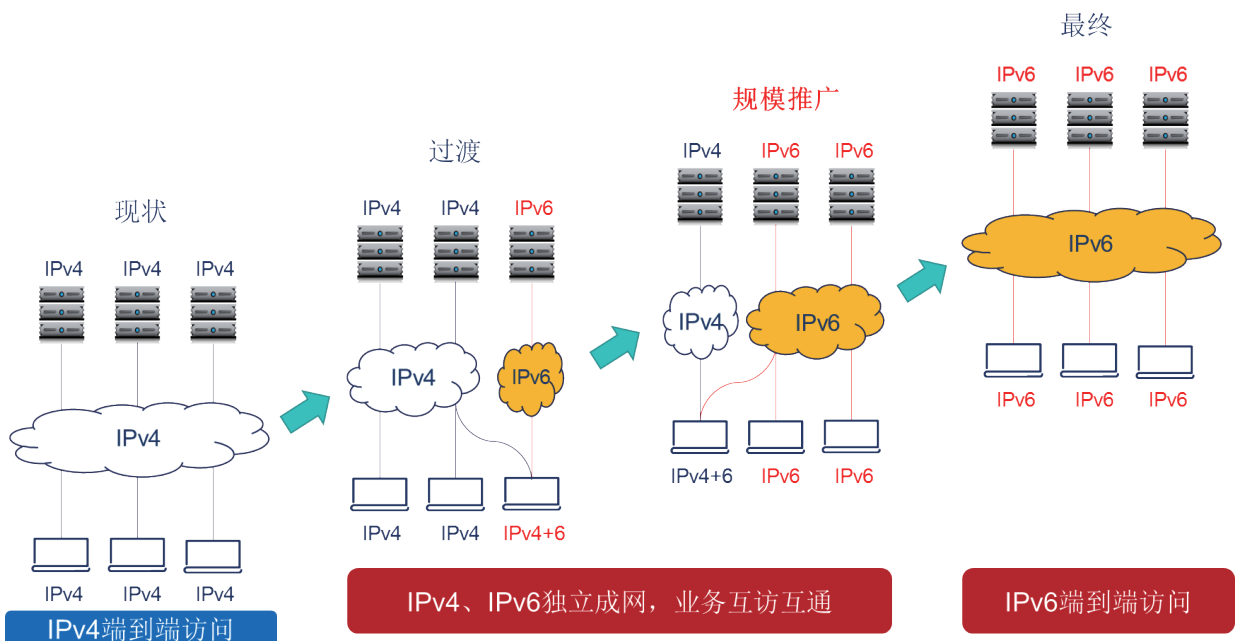 现状
IPv4 IPv4 IPv4
IPv4
IPv4 IPv4 IPv4
IPv4端到端访问
过渡
IPv4 IPv4 IPv6
IPv4 IPv6
IPv4 IPv4 IPv4+6
规模推广
IPv4 IPv6 IPv6
IPv4 IPv6
IPv4+6 IPv6 IPv6
IPv4、IPv6独立成网，业务互访互通
最终
IPv6 IPv6 IPv6
IPv6
IPv6 IPv6 IPv6
IPv6端到端访问